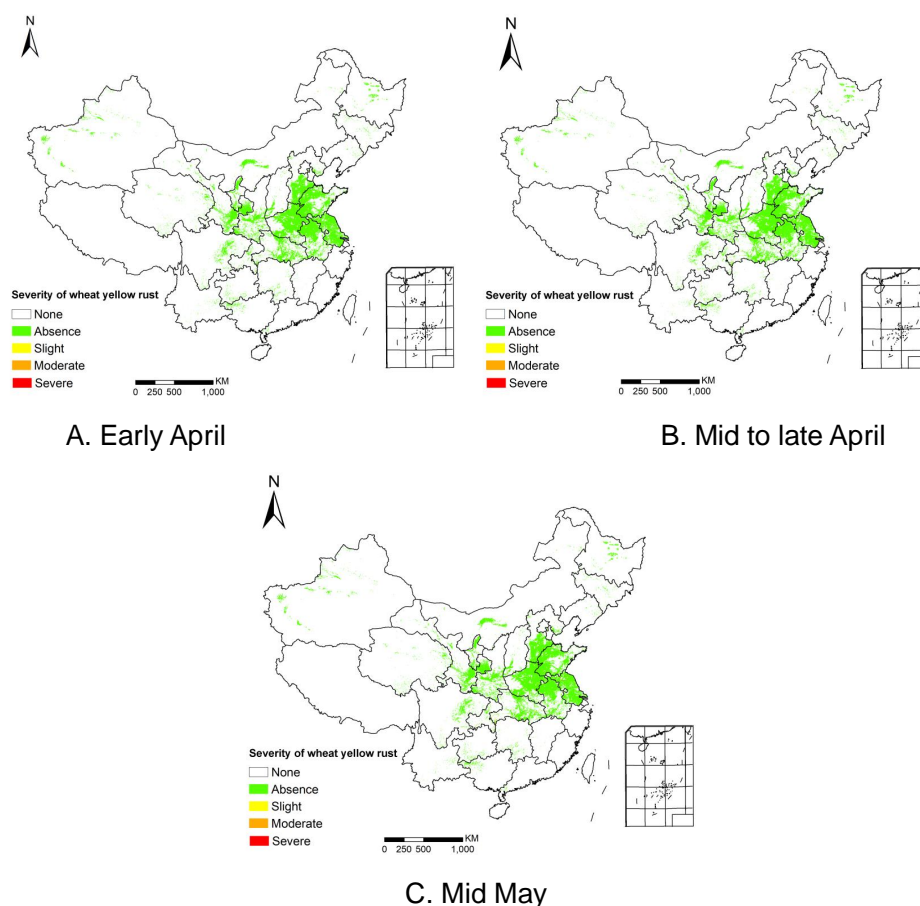 N
Severity of wheat yellow rust
None
Absence
Slight
Moderate
Severe
KM
0 250 500 1,000
A. Early April
N
Severity of wheat yellow rust
None
Absence
Slight
Moderate
Severe
KM
0 250 500 1,000
B. Mid to late April
N
Severity of wheat yellow rust
None
Absence
Slight
Moderate
Severe
KM
0 250 500 1,000
C. Mid May